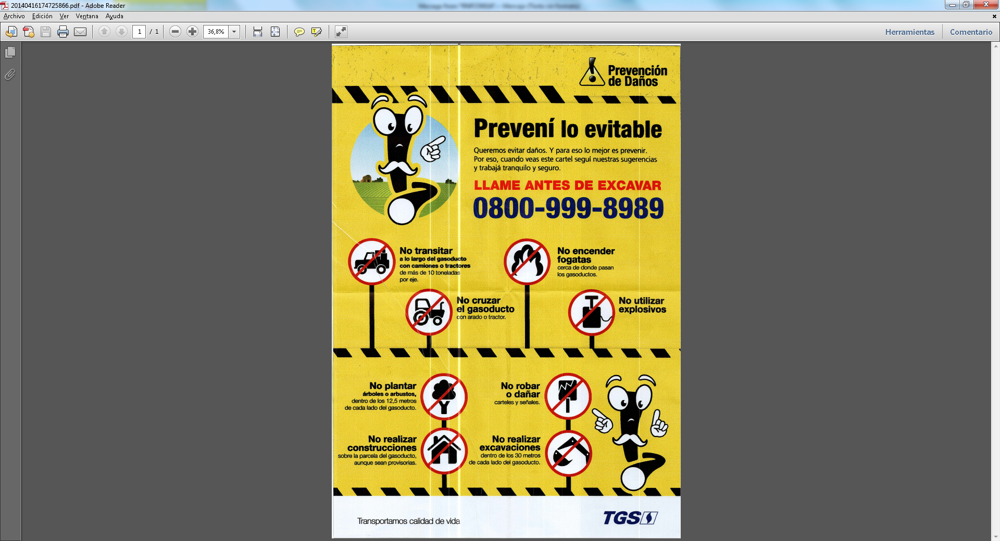 20140416174725866.pdf - Adobe Reader
Archivo Edición Ver Ventana Ayuda
1 / 1 36,8% Herramientas Comentario
Prevención
de Daños
Prevení lo evitable
Queremos evitar daños. Y para eso lo mejor es prevenir.
Por eso, cuando veas este cartel seguí nuestras sugerencias
y trabajá tranquilo y seguro.
LLAME ANTES DE EXCAVAR
0800-999-8989
No transitar
a lo largo del gasoducto
con camiones o tractores
de más de 10 toneladas
por eje.
No encender
fogatas
cerca de donde pasan
los gasoductos.
No cruzar
el gasoducto
con arado o tractor.
No utilizar
explosivos
No plantar
árboles o arbustos,
dentro de los 12,5 metros
de cada lado del gasoducto.
No robar
o dañar
carteles y señales.
No realizar
construcciones
sobre la parcela del gasoducto,
aunque sean provisorias.
No realizar
excavaciones
dentro de los 30 metros
de cada lado del gasoducto.
Transportamos calidad de vida
TGS